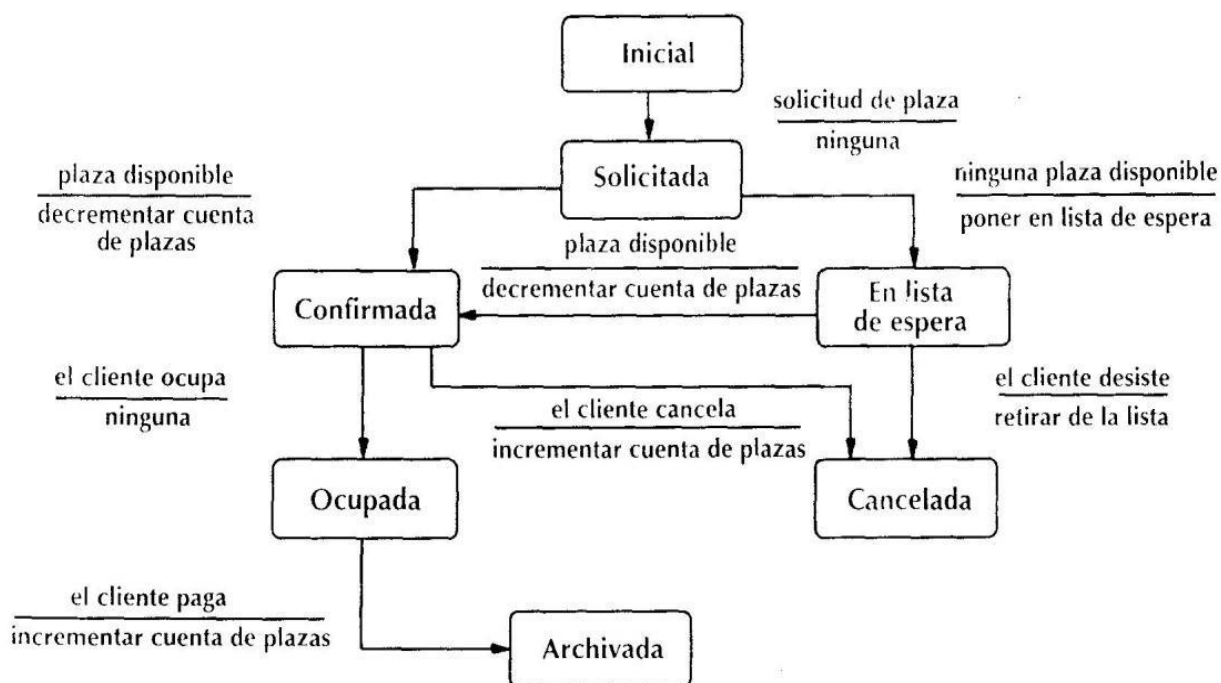 Inicial
solicitud de plaza
ninguna
Solicitada
plaza disponible
decrementar cuenta
de plazas
ninguna plaza disponible
poner en lista de espera
plaza disponible
decrementar cuenta de plazas
Confirmada
En lista
de espera
el cliente ocupa
ninguna
el cliente cancela
incrementar cuenta de plazas
el cliente desiste
retirar de la lista
Ocupada
Cancelada
el cliente paga
incrementar cuenta de plazas
Archivada